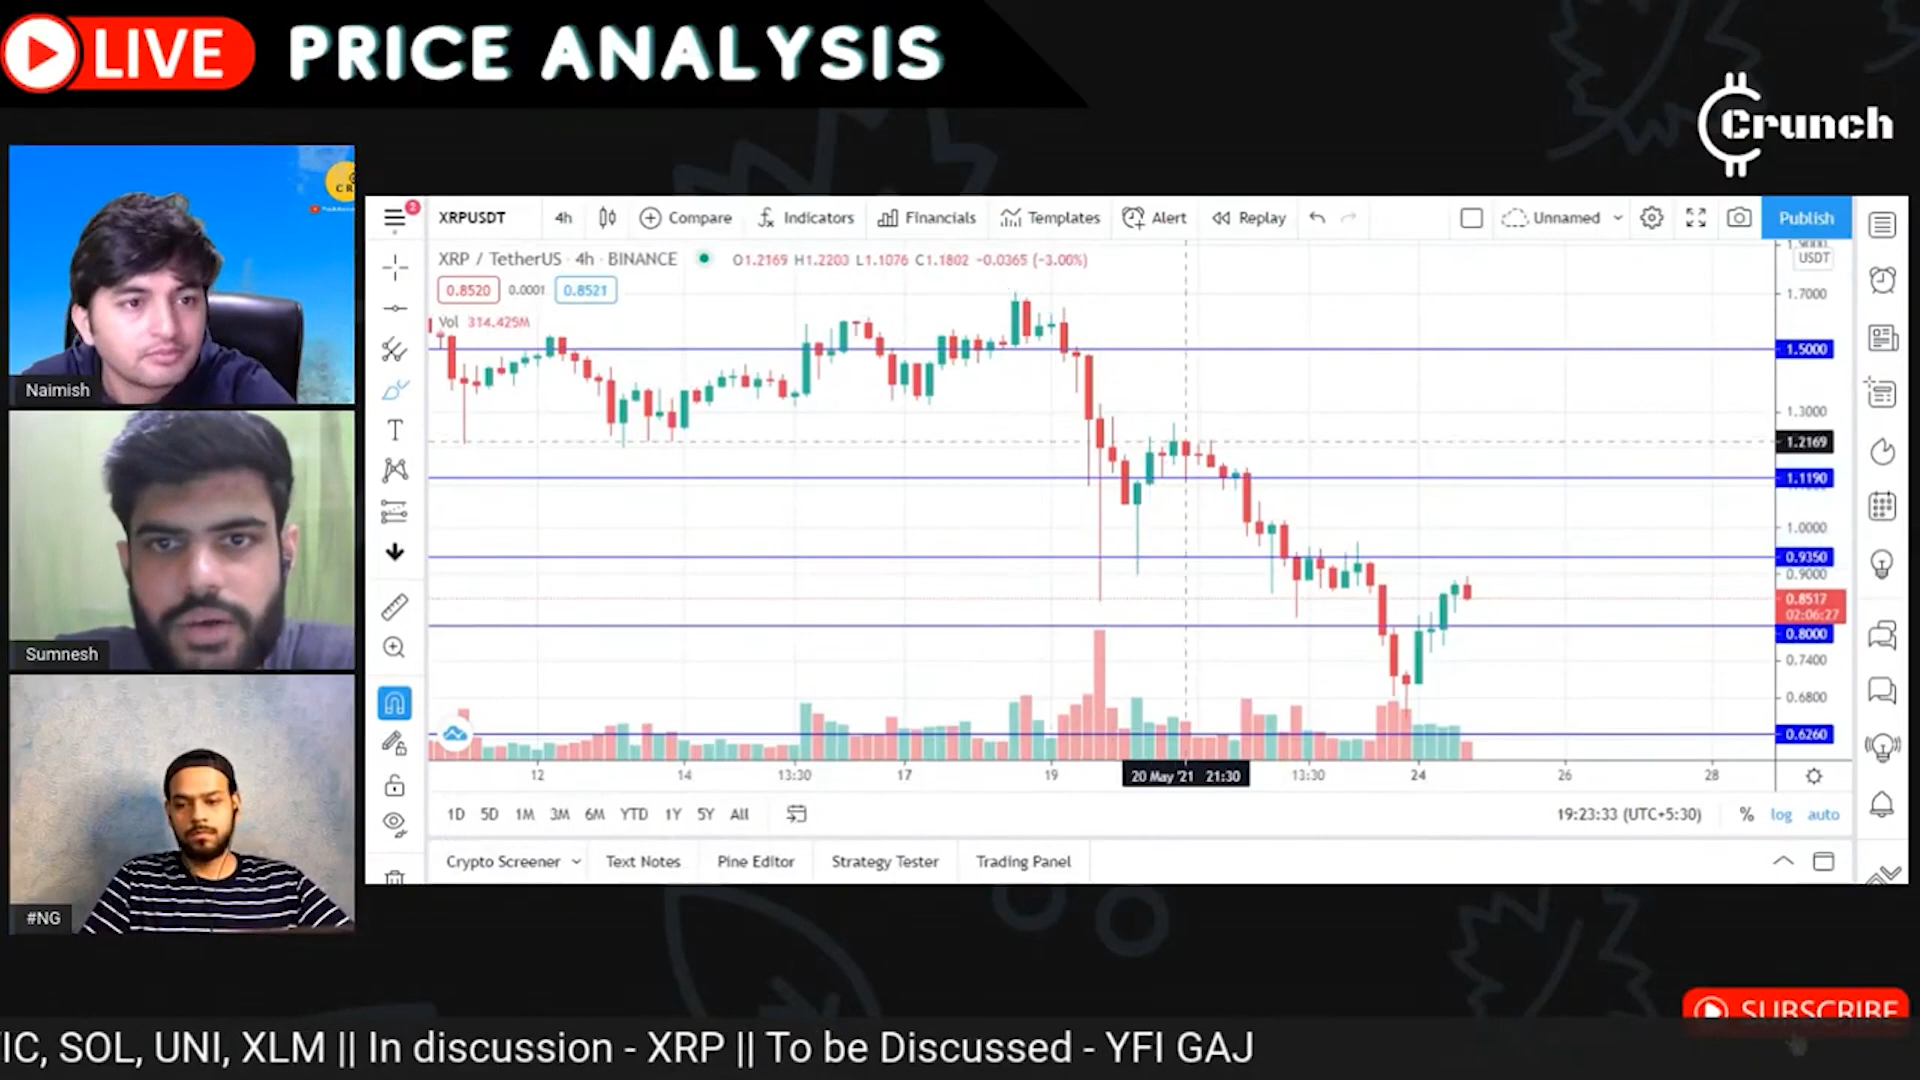 LIVE PRICE ANALYSIS
Crunch
Naimish
Sumnesh
#NG
2
XRPUSDT 4h Compare Indicators Financials Templates Alert Replay Unnamed Publish
XRP / TetherUS · 4h · BINANCE O1.2169 H1.2203 L1.1076 C1.1802 -0.0365 (-3.00%)
0.8520 0.0001 0.8521
Vol 314.425M
1.9000
USDT
1.7000
1.5000
1.3000
1.2169
1.1190
1.0000
0.9350
0.9000
0.8517
02:06:27
0.8000
0.7400
0.6800
0.6260
12 14 13:30 17 19 20 May '21 21:30 13:30 24 26 28
1D 5D 1M 3M 6M YTD 1Y 5Y All 19:23:33 (UTC+5:30) % log auto
Crypto Screener Text Notes Pine Editor Strategy Tester Trading Panel
SUBSCRIBE
IC, SOL, UNI, XLM || In discussion - XRP || To be Discussed - YFI GAJ